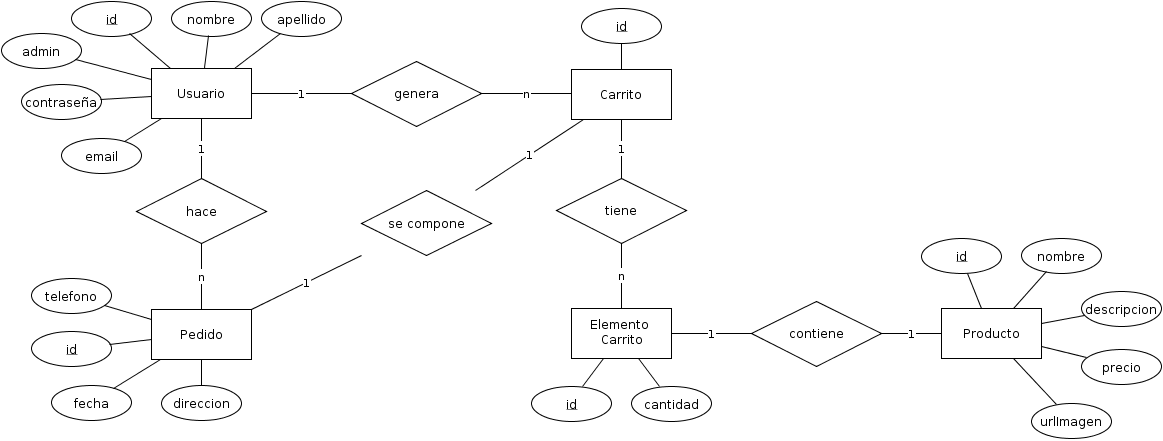 id
nombre
apellido
id
admin
Usuario
1
genera
n
Carrito
contraseña
email
1
1
1
hace
se compone
tiene
id
nombre
n
1
n
telefono
descripcion
Pedido
Elemento
Carrito
1
contiene
1
Producto
id
precio
fecha
direccion
id
cantidad
urlImagen